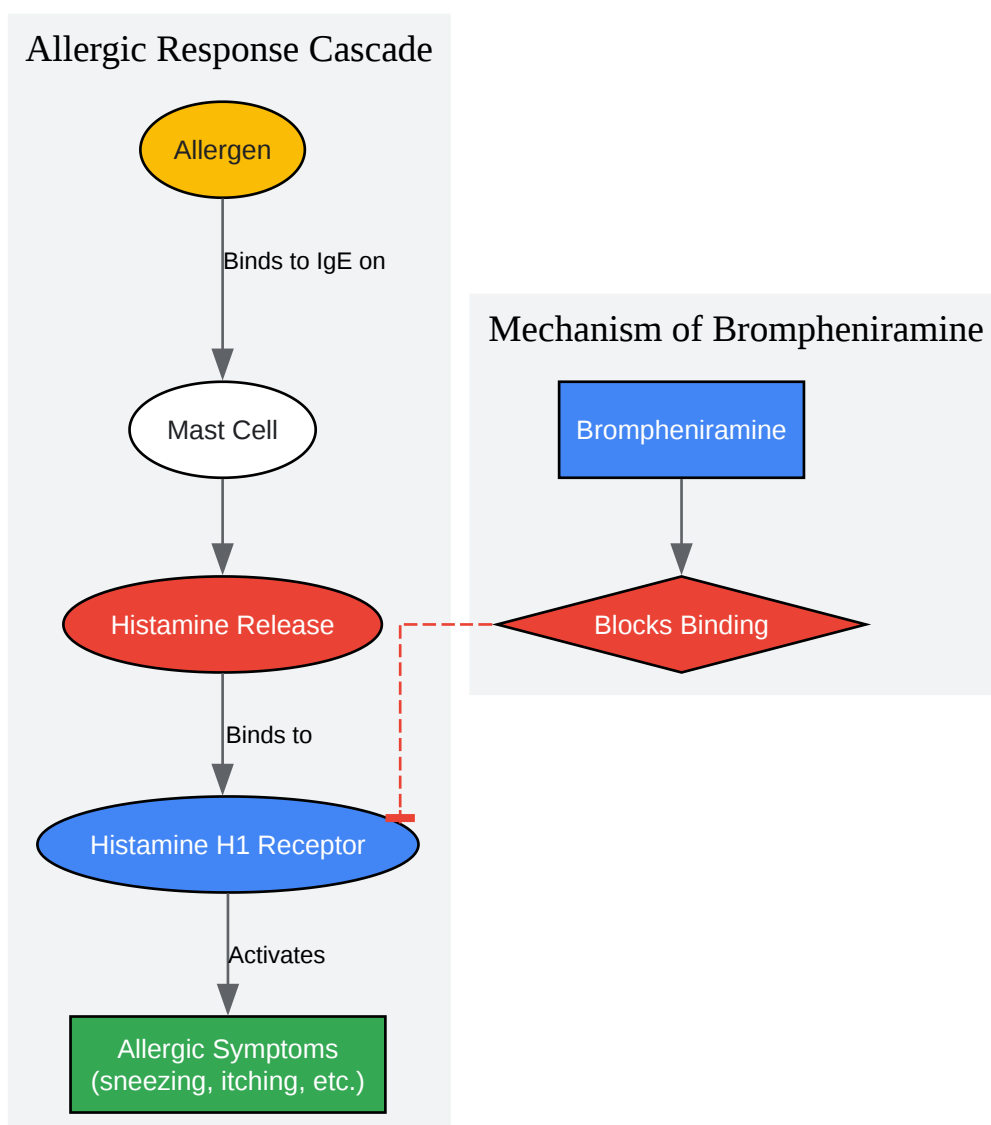 Allergic Response Cascade
Allergen
Binds to IgE on
Mast Cell
Histamine Release
Binds to
Histamine H1 Receptor
Activates
Allergic Symptoms
(sneezing, itching, etc.)
Mechanism of Brompheniramine
Brompheniramine
Blocks Binding